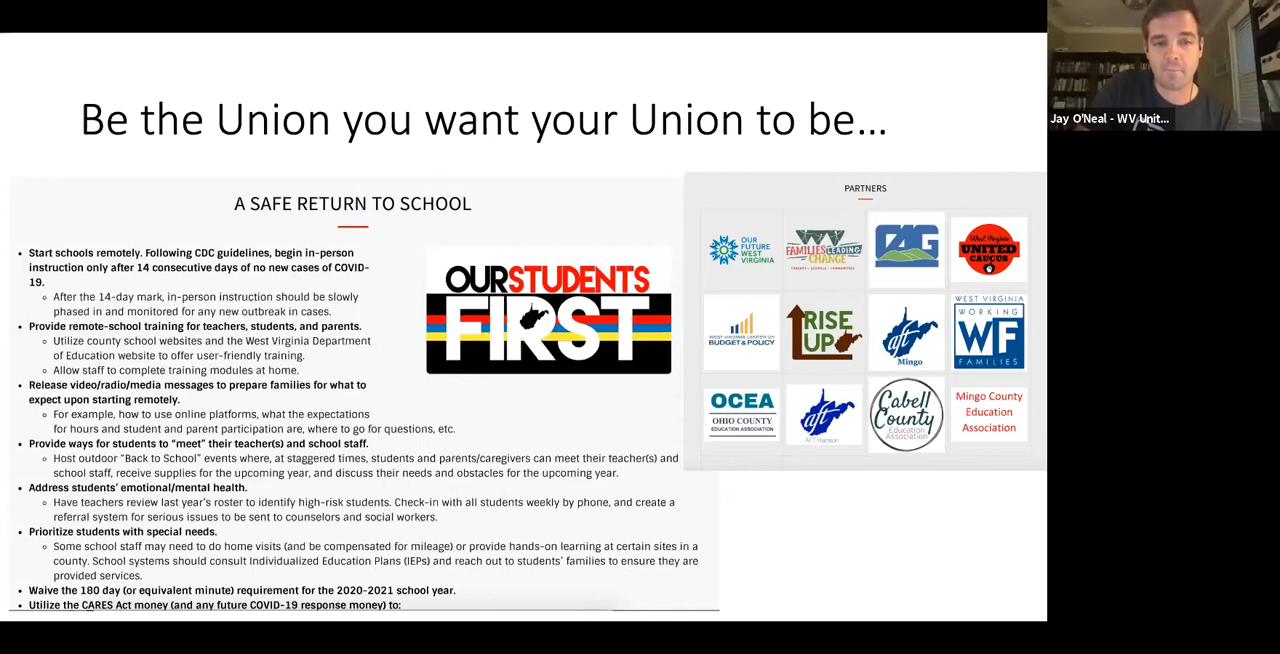 Be the Union you want your Union to be...
A SAFE RETURN TO SCHOOL
• Start schools remotely. Following CDC guidelines, begin in-person
instruction only after 14 consecutive days of no new cases of COVID-
19.
○ After the 14-day mark, in-person instruction should be slowly
phased in and monitored for any new outbreak in cases.
• Provide remote-school training for teachers, students, and parents.
○ Utilize county school websites and the West Virginia Department
of Education website to offer user-friendly training.
○ Allow staff to complete training modules at home.
• Release video/radio/media messages to prepare families for what to
expect upon starting remotely.
○ For example, how to use online platforms, what the expectations
for hours and student and parent participation are, where to go for questions, etc.
• Provide ways for students to “meet” their teacher(s) and school staff.
○ Host outdoor “Back to School” events where, at staggered times, students and parents/caregivers can meet their teacher(s) and
school staff, receive supplies for the upcoming year, and discuss their needs and obstacles for the upcoming year.
• Address students’ emotional/mental health.
○ Have teachers review last year’s roster to identify high-risk students. Check-in with all students weekly by phone, and create a
referral system for serious issues to be sent to counselors and social workers.
• Prioritize students with special needs.
○ Some school staff may need to do home visits (and be compensated for mileage) or provide hands-on learning at certain sites in a
county. School systems should consult Individualized Education Plans (IEPs) and reach out to students’ families to ensure they are
provided services.
• Waive the 180 day (or equivalent minute) requirement for the 2020-2021 school year.
• Utilize the CARES Act money (and any future COVID-19 response money) to:
OURSTUDENTS
FIRST
PARTNERS
OUR
FUTURE
WEST
VIRGINIA
WV
FAMILIES LEADING
CHANGE
PARENTS • SCHOOLS • COMMUNITIES
CAG
West Virginia
UNITED
CAUCUS
WEST VIRGINIA CENTER ON
BUDGET & POLICY
RISE
UP
aft
Mingo
WEST VIRGINIA
WORKING
WF
FAMILIES
OCEA
OHIO COUNTY
EDUCATION ASSOCIATION
aft
AFT Harrison
Cabell
County
Education
Association
Mingo County
Education
Association
Jay O'Neal - WV Unit...